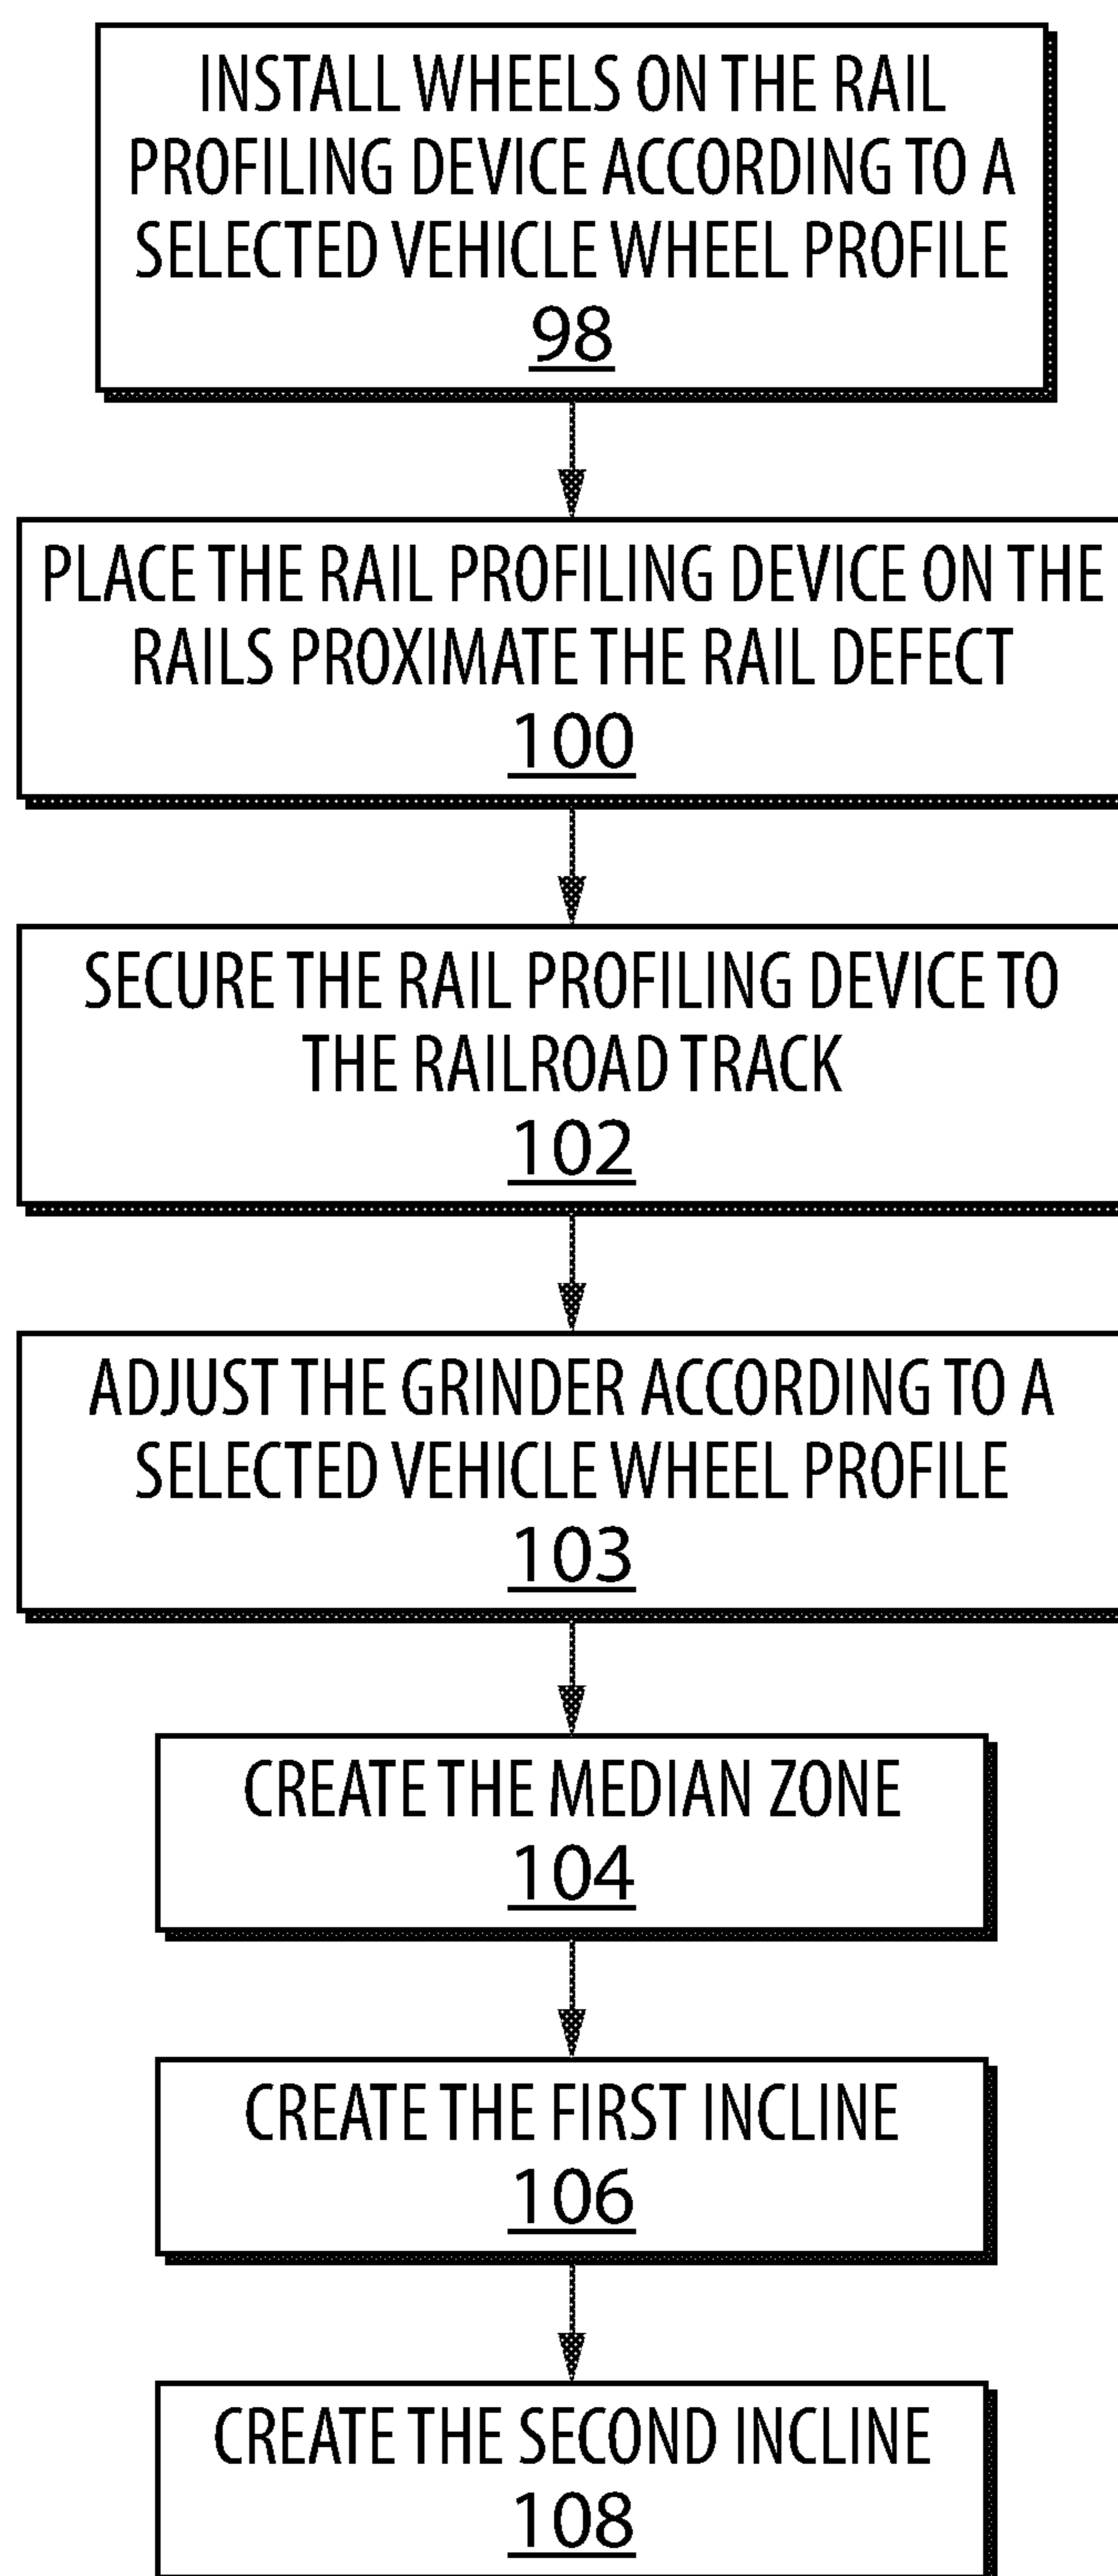 INSTALL WHEELS ON THE RAIL
PROFILING DEVICE ACCORDING TO A
SELECTED VEHICLE WHEEL PROFILE
98
PLACE THE RAIL PROFILING DEVICE ON THE
RAILS PROXIMATE THE RAIL DEFECT
100
SECURE THE RAIL PROFILING DEVICE TO
THE RAILROAD TRACK
102
ADJUST THE GRINDER ACCORDING TO A
SELECTED VEHICLE WHEEL PROFILE
103
CREATE THE MEDIAN ZONE
104
CREATE THE FIRST INCLINE
106
CREATE THE SECOND INCLINE
108